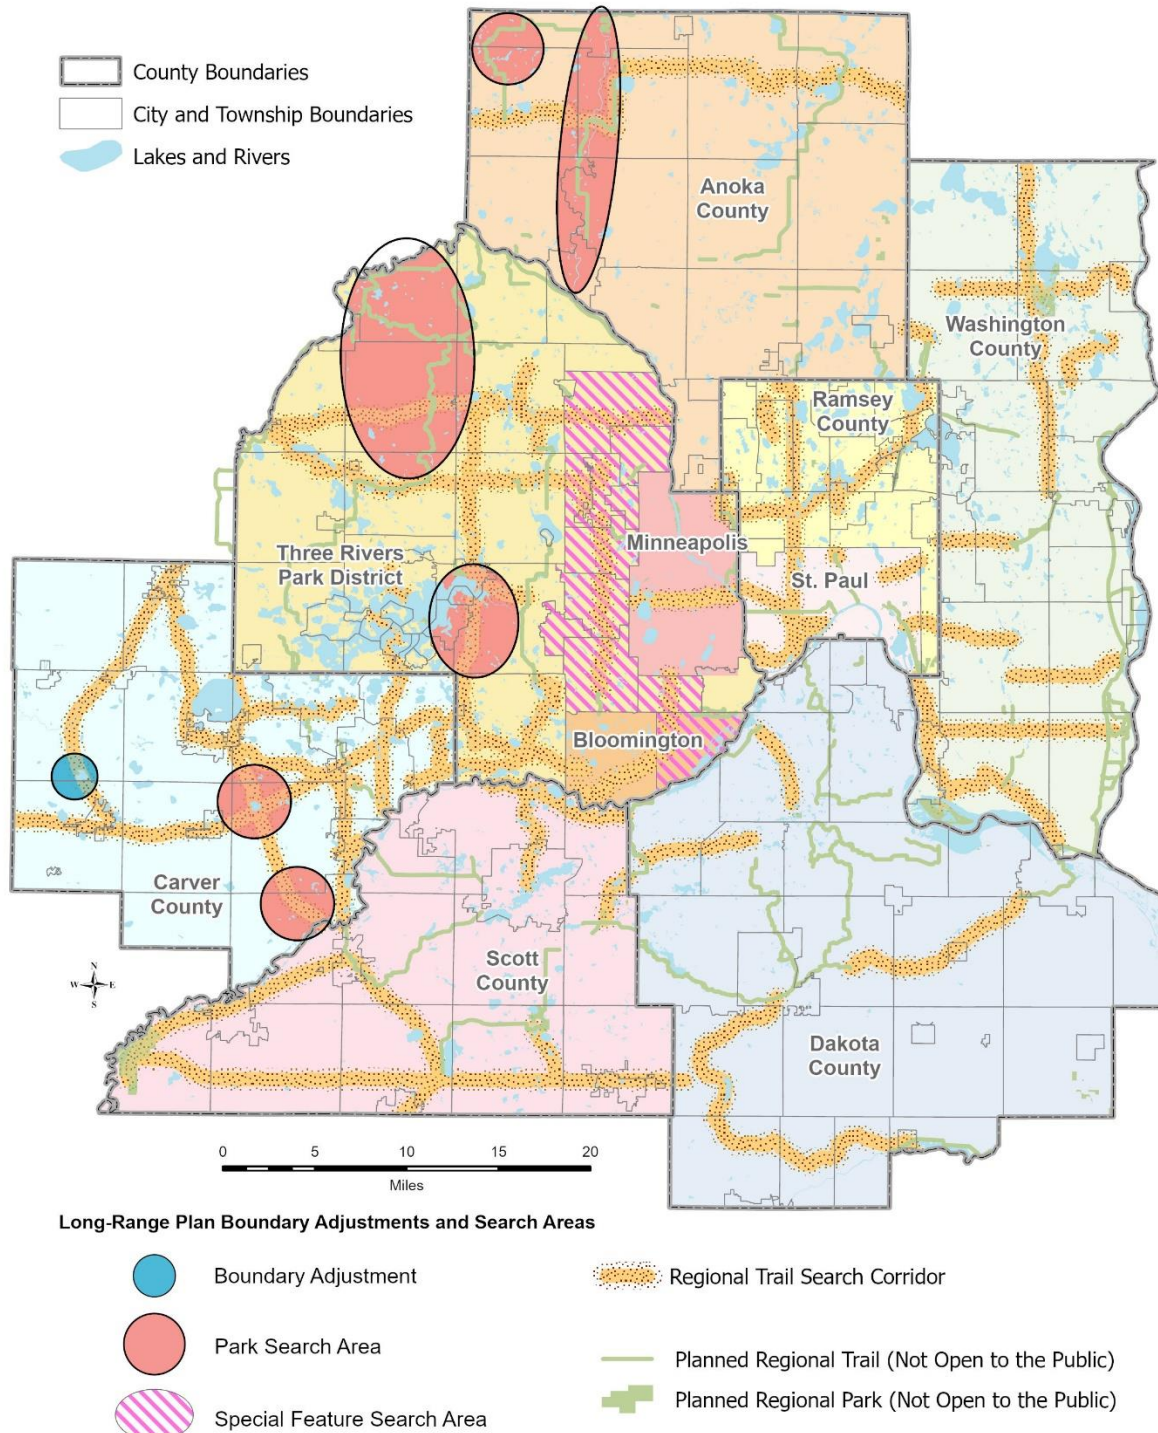 County Boundaries
City and Township Boundaries
Lakes and Rivers
Anoka
County
Washington
County
Ramsey
County
Minneapolis
Three Rivers
Park District
St. Paul
Bloomington
Carver
County
Scott
County
Dakota
County
N
W E
S
0 5 10 15 20
Miles
Long-Range Plan Boundary Adjustments and Search Areas
Boundary Adjustment
Regional Trail Search Corridor
Park Search Area
Planned Regional Trail (Not Open to the Public)
Planned Regional Park (Not Open to the Public)
Special Feature Search Area